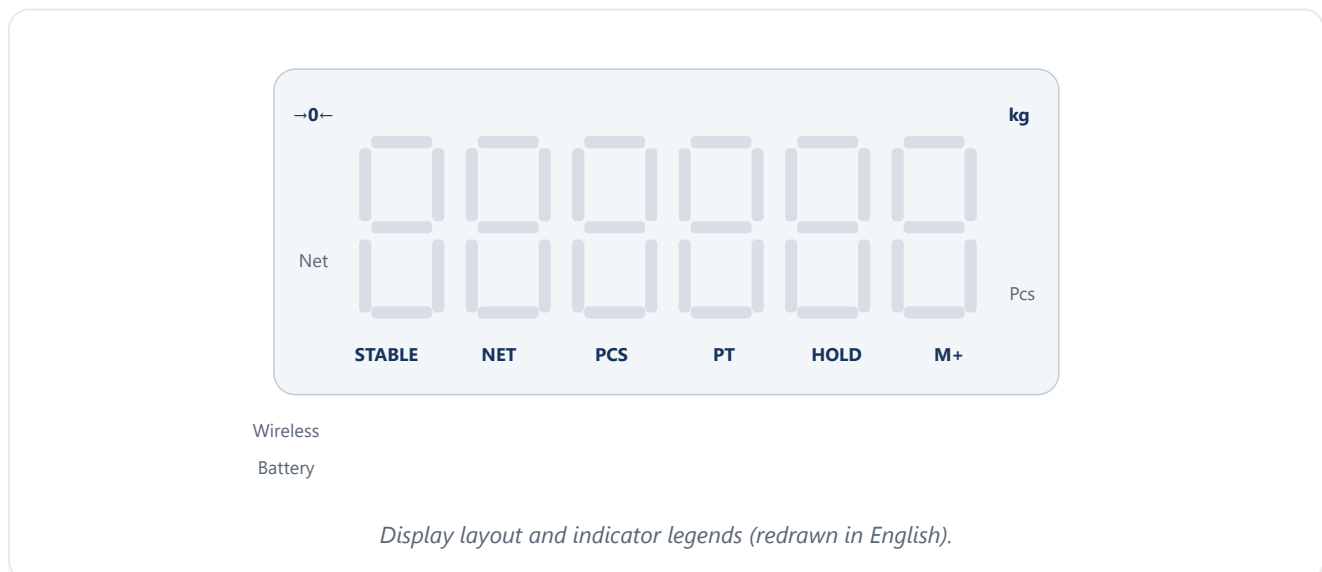 →0← kg
Net
Pcs
STABLE NET PCS PT HOLD M+
Wireless
Battery
Display layout and indicator legends (redrawn in English).